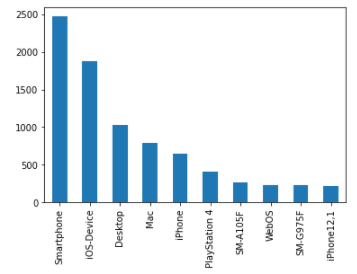 2500
2000
1500
1000
500
0
Smartphone
iOS-Device
Desktop
Mac
iPhone
PlayStation 4
SM-A105F
WebOS
SM-G975F
iPhone12.1